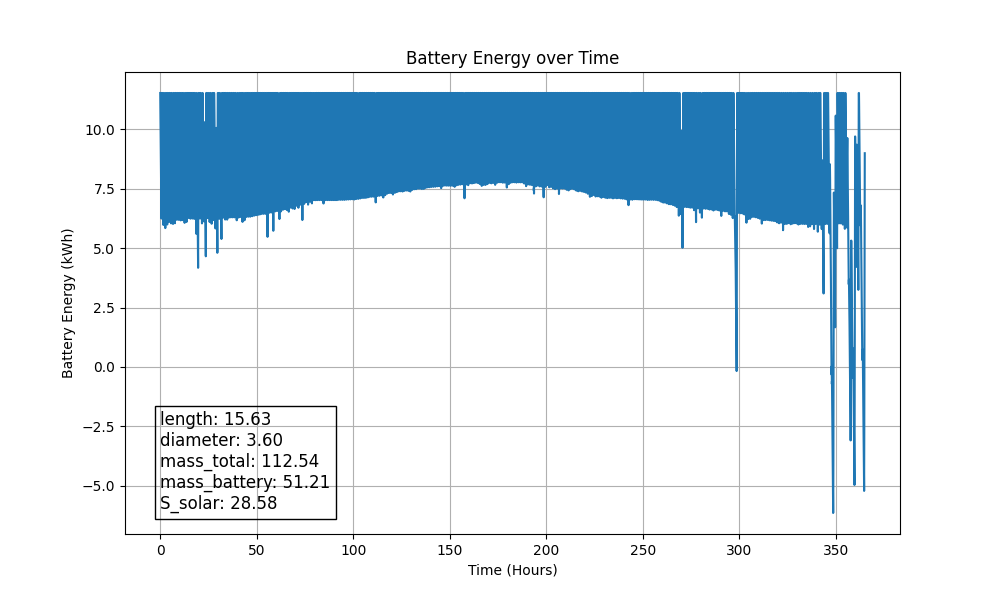 Battery Energy over Time
Battery Energy (kWh)
10.0
7.5
5.0
2.5
0.0
−2.5
−5.0
length: 15.63
diameter: 3.60
mass_total: 112.54
mass_battery: 51.21
S_solar: 28.58
0 50 100 150 200 250 300 350
Time (Hours)